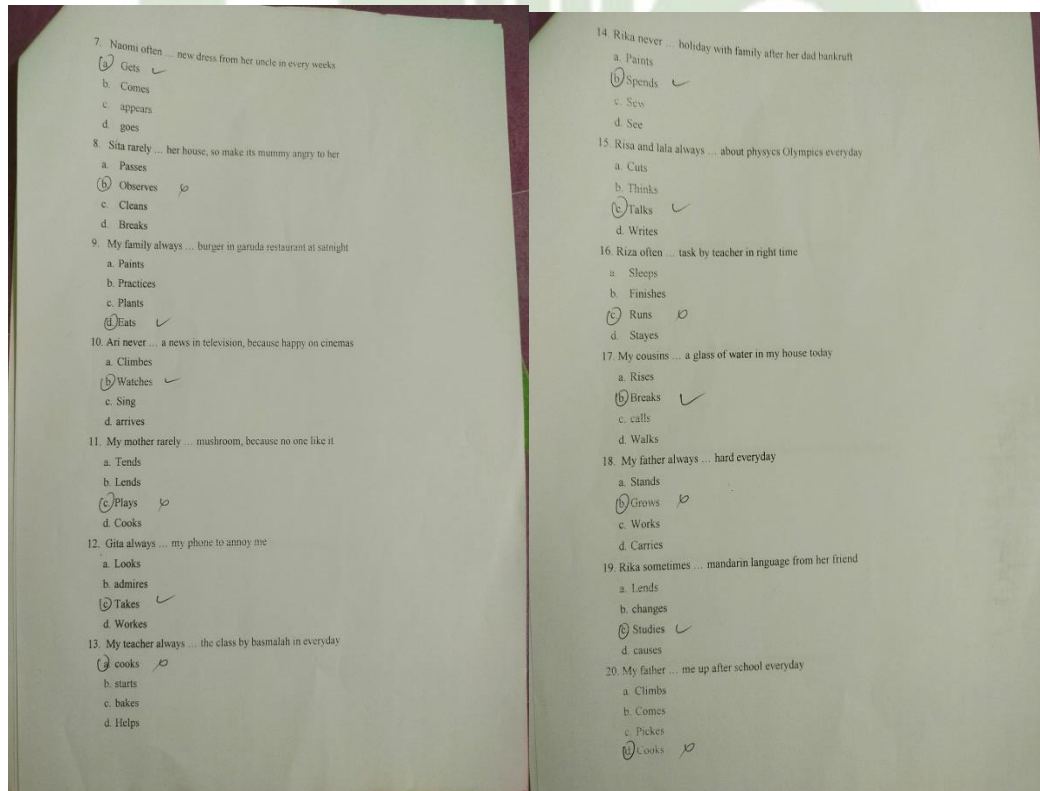 7. Naomi often ... new dress from her uncle in every weeks
a. Gets
b. Comes
c. appears
d. goes
8. Sita rarely ... her house, so make its mummy angry to her
a. Passes
b. Observes
c. Cleans
d. Breaks
9. My family always ... burger in garuda restaurant at satnight
a. Paints
b. Practices
c. Plants
d. Eats
10. Ari never ... a news in television, because happy on cinemas
a. Climbes
b. Watches
c. Sing
d. arrives
11. My mother rarely ... mushroom, because no one like it
a. Tends
b. Lends
c. Plays
d. Cooks
12. Gita always ... my phone to annoy me
a. Looks
b. admires
c. Takes
d. Workes
13. My teacher always ... the class by basmalah in everyday
a. cooks
b. starts
c. bakes
d. Helps
14. Rika never ... holiday with family after her dad bankruft
a. Paints
b. Spends
c. Sew
d. See
15. Risa and lala always ... about physycs Olympics everyday
a. Cuts
b. Thinks
c. Talks
d. Writes
16. Riza often ... task by teacher in right time
a. Sleeps
b. Finishes
c. Runs
d. Stayes
17. My cousins ... a glass of water in my house today
a. Rises
b. Breaks
c. calls
d. Walks
18. My father always ... hard everyday
a. Stands
b. Grows
c. Works
d. Carries
19. Rika sometimes ... mandarin language from her friend
a. Lends
b. changes
c. Studies
d. causes
20. My father ... me up after school everyday
a. Climbs
b. Comes
c. Pickes
d. Cooks